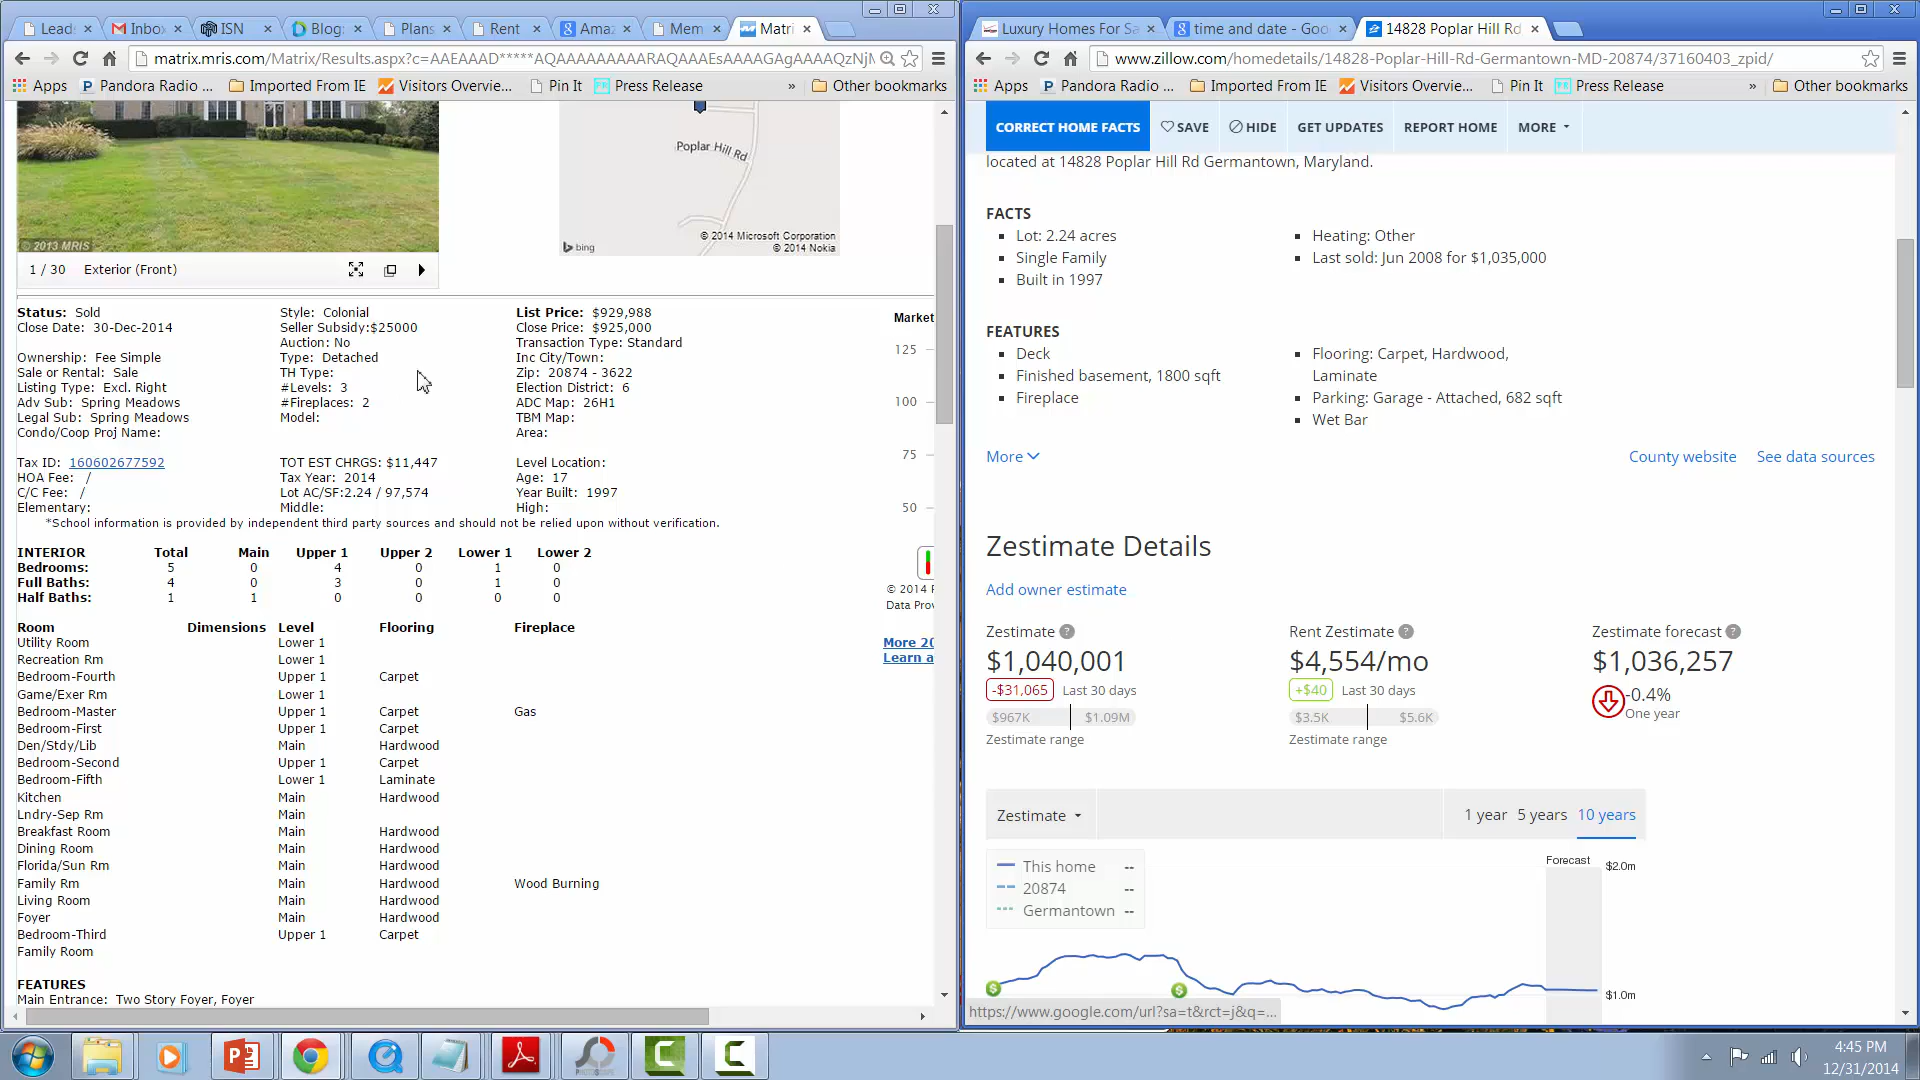 Leads
Inbox
ISN
Blog:
Plans
Rent
Amaz
Mem
Matri
matrix.mris.com/Matrix/Results.aspx?c=AAEAAAD*****AQAAAAAAAAARAQAAAEsAAAAGAgAAAAQzNjM
Apps
Pandora Radio ...
Imported From IE
Visitors Overvie...
Pin It
Press Release
»
Other bookmarks
Poplar Hill Rd
© 2013 MRIS
bing
© 2014 Microsoft Corporation
© 2014 Nokia
1 / 30 Exterior (Front)
Status: Sold
Style: Colonial
List Price: $929,988
Close Date: 30-Dec-2014
Seller Subsidy:$25000
Close Price: $925,000
Auction: No
Transaction Type: Standard
Ownership: Fee Simple
Type: Detached
Inc City/Town:
Sale or Rental: Sale
TH Type:
Zip: 20874 - 3622
Listing Type: Excl. Right
#Levels: 3
Election District: 6
Adv Sub: Spring Meadows
#Fireplaces: 2
ADC Map: 26H1
Legal Sub: Spring Meadows
Model:
TBM Map:
Condo/Coop Proj Name:
Area:
Tax ID: 160602677592
TOT EST CHRGS: $11,447
Level Location:
HOA Fee: /
Tax Year: 2014
Age: 17
C/C Fee: /
Lot AC/SF:2.24 / 97,574
Year Built: 1997
Elementary:
Middle:
High:
*School information is provided by independent third party sources and should not be relied upon without verification.
INTERIOR Total Main Upper 1 Upper 2 Lower 1 Lower 2
Bedrooms: 5 0 4 0 1 0
Full Baths: 4 0 3 0 1 0
Half Baths: 1 1 0 0 0 0
Room Dimensions Level Flooring Fireplace
Utility Room Lower 1
Recreation Rm Lower 1
Bedroom-Fourth Upper 1 Carpet
Game/Exer Rm Lower 1
Bedroom-Master Upper 1 Carpet Gas
Bedroom-First Upper 1 Carpet
Den/Stdy/Lib Main Hardwood
Bedroom-Second Upper 1 Carpet
Bedroom-Fifth Lower 1 Laminate
Kitchen Main Hardwood
Lndry-Sep Rm Main
Breakfast Room Main Hardwood
Dining Room Main Hardwood
Florida/Sun Rm Main Hardwood
Family Rm Main Hardwood Wood Burning
Living Room Main Hardwood
Foyer Main Hardwood
Bedroom-Third Upper 1 Carpet
Family Room
FEATURES
Main Entrance: Two Story Foyer, Foyer
Market
125
100
75
50
© 2014
Data Prov
More 20
Learn a
Luxury Homes For Sa
time and date - Goo
14828 Poplar Hill Rd
www.zillow.com/homedetails/14828-Poplar-Hill-Rd-Germantown-MD-20874/37160403_zpid/
Apps
Pandora Radio ...
Imported From IE
Visitors Overvie...
Pin It
Press Release
»
Other bookmarks
CORRECT HOME FACTS
SAVE
HIDE
GET UPDATES
REPORT HOME
MORE
located at 14828 Poplar Hill Rd Germantown, Maryland.
FACTS
Lot: 2.24 acres
Single Family
Built in 1997
Heating: Other
Last sold: Jun 2008 for $1,035,000
FEATURES
Deck
Finished basement, 1800 sqft
Fireplace
Flooring: Carpet, Hardwood,
Laminate
Parking: Garage - Attached, 682 sqft
Wet Bar
More
County website
See data sources
Zestimate Details
Add owner estimate
Zestimate ?
$1,040,001
-$31,065 Last 30 days
$967K $1.09M
Zestimate range
Rent Zestimate ?
$4,554/mo
+$40 Last 30 days
$3.5K $5.6K
Zestimate range
Zestimate forecast ?
$1,036,257
-0.4%
One year
Zestimate
1 year 5 years 10 years
This home --
20874 --
Germantown --
Forecast
$2.0m
$1.0m
$
$
https://www.google.com/url?sa=t&rct=j&q=...
4:45 PM
12/31/2014